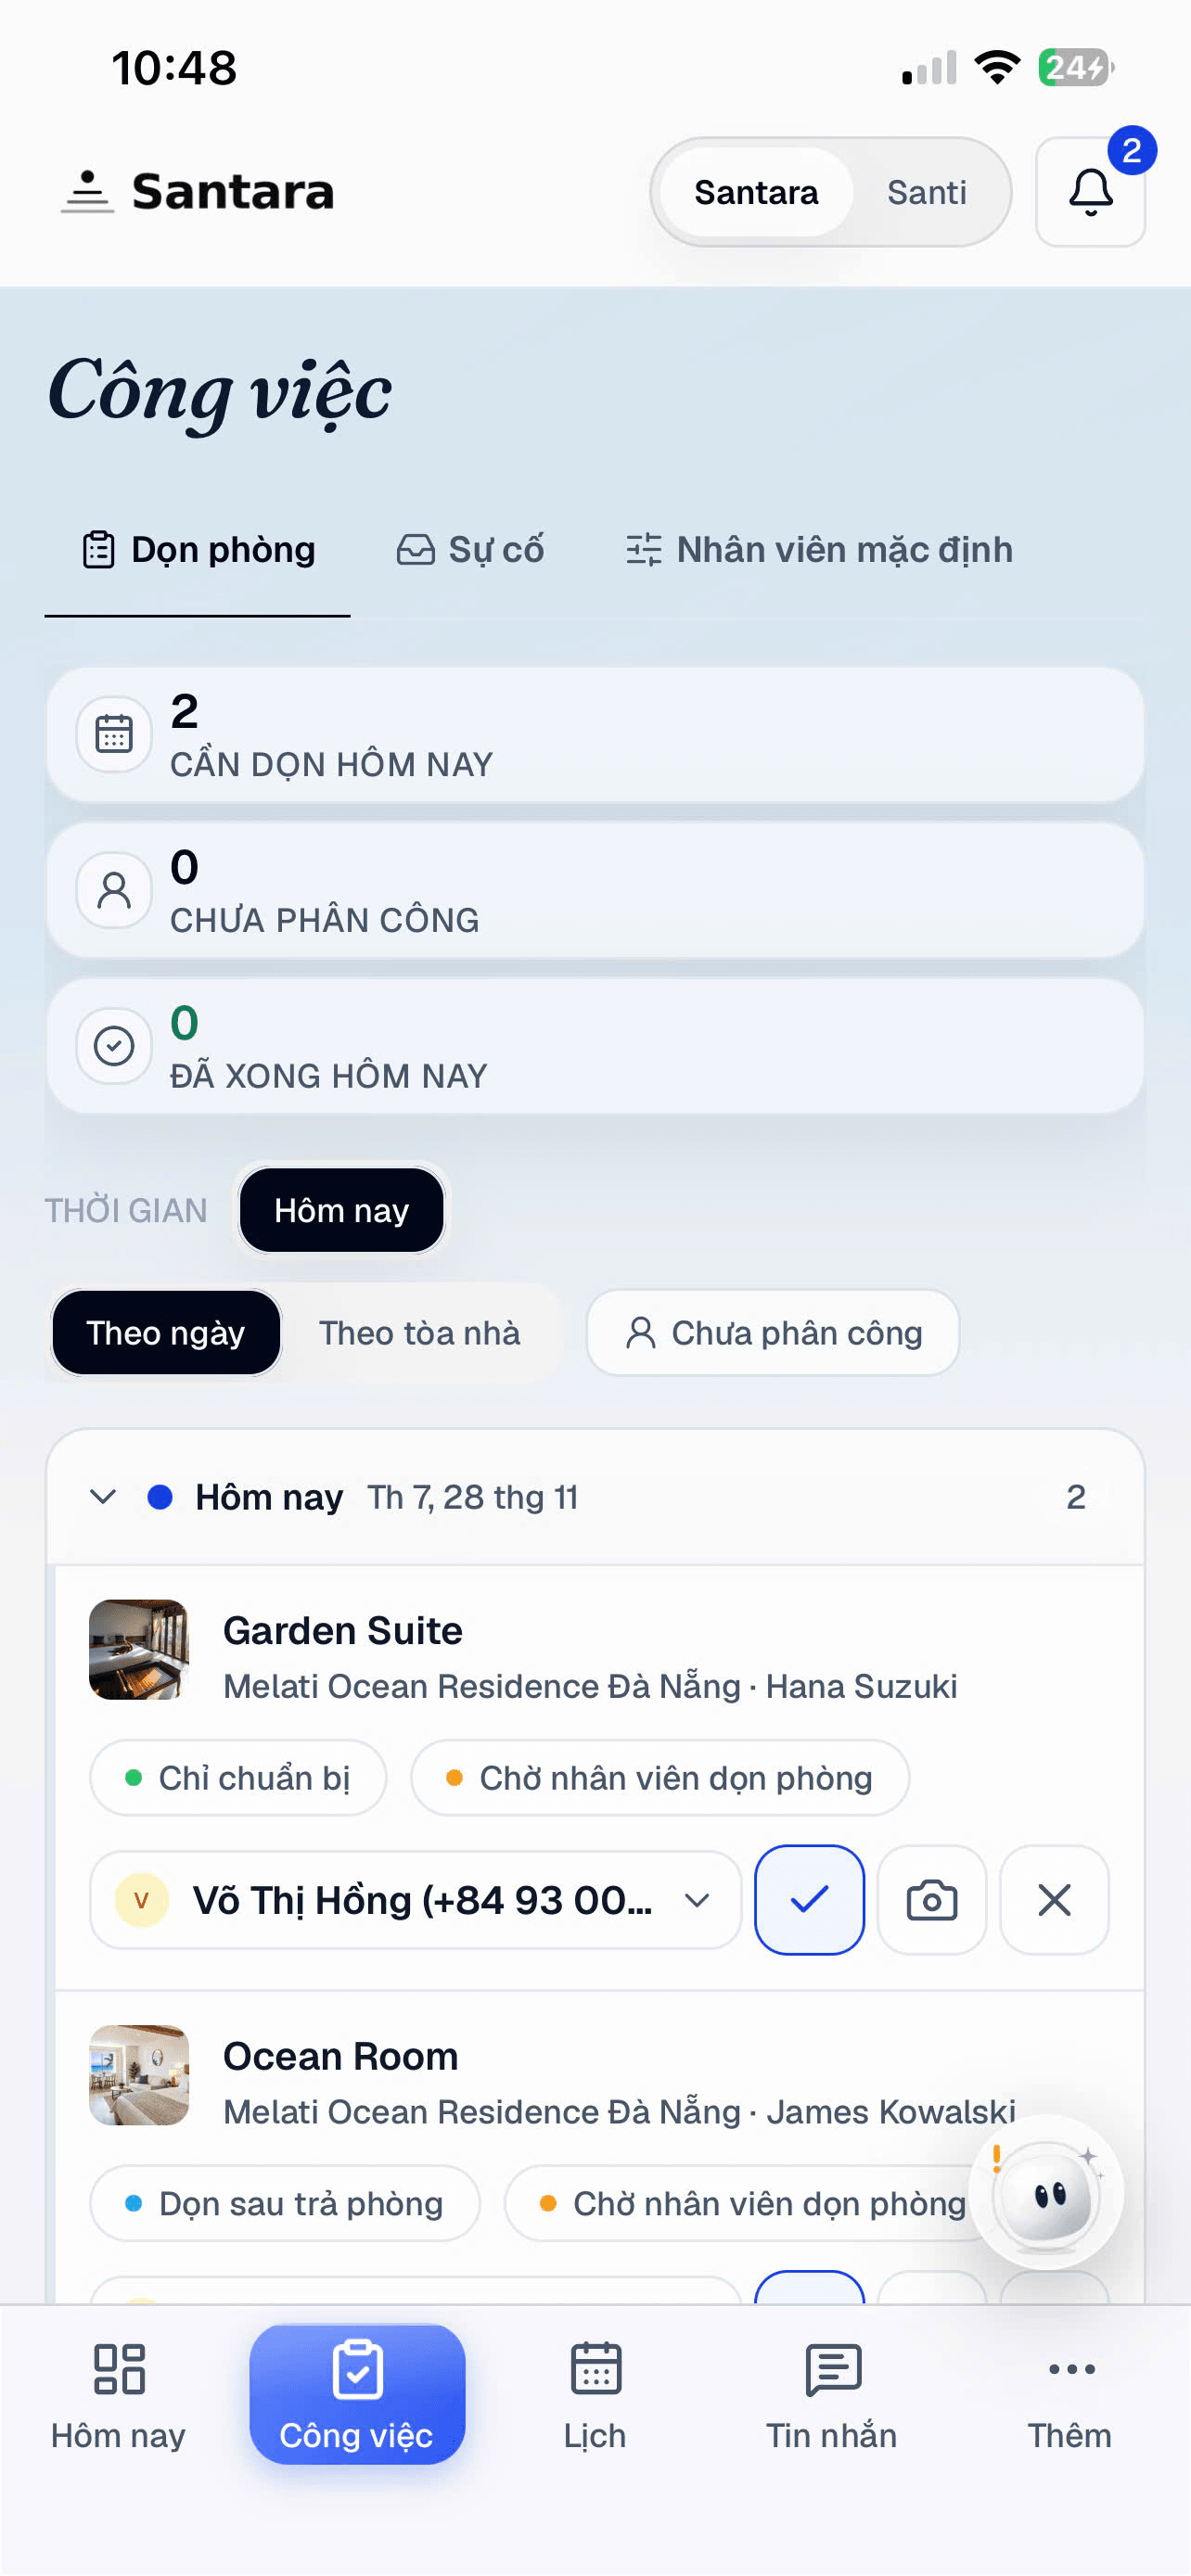 10:48
24
Santara
Santara
Santi
2
Công việc
Dọn phòng
Sự cố
Nhân viên mặc định
2
CẦN DỌN HÔM NAY
0
CHƯA PHÂN CÔNG
0
ĐÃ XONG HÔM NAY
THỜI GIAN
Hôm nay
Theo ngày
Theo tòa nhà
Chưa phân công
Hôm nay Th 7, 28 thg 11
2
Garden Suite
Melati Ocean Residence Đà Nẵng · Hana Suzuki
Chỉ chuẩn bị
Chờ nhân viên dọn phòng
V
Võ Thị Hồng (+84 93 00...
Ocean Room
Melati Ocean Residence Đà Nẵng · James Kowalski
Dọn sau trả phòng
Chờ nhân viên dọn phòng
!
Hôm nay
Công việc
Lịch
Tin nhắn
Thêm